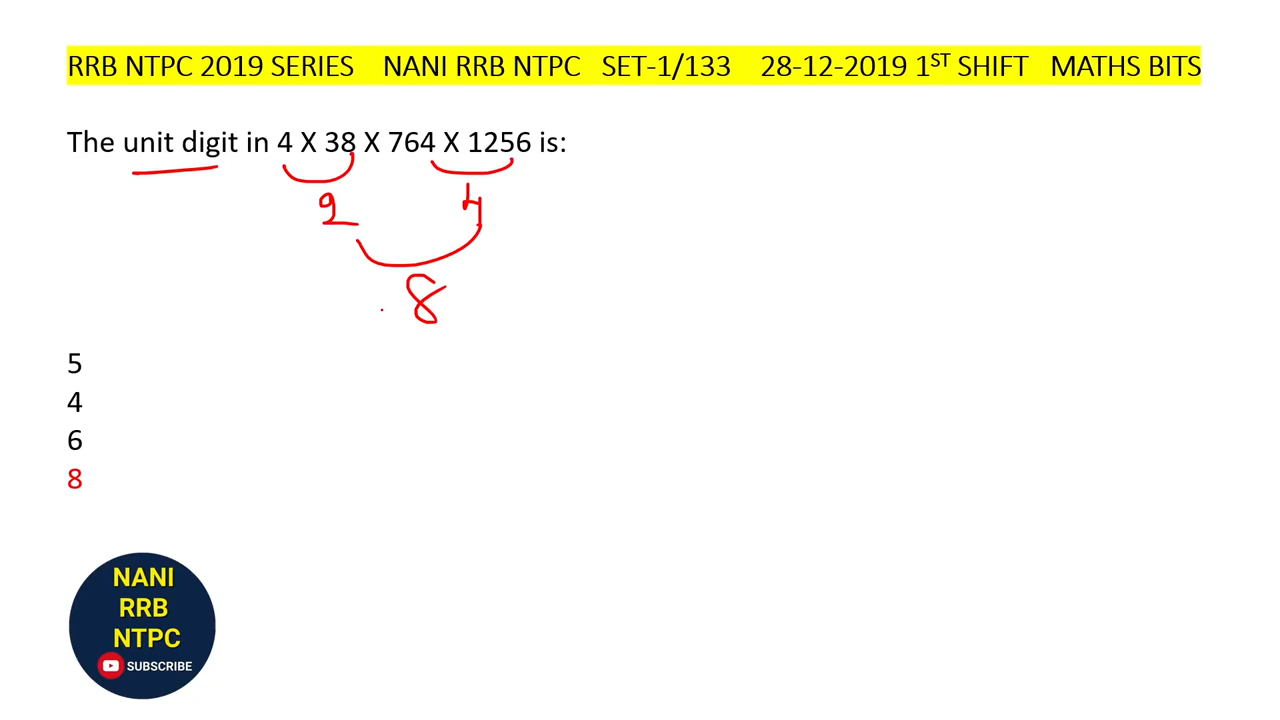 RRB NTPC 2019 SERIES NANI RRB NTPC SET-1/133 28-12-2019 1ST SHIFT MATHS BITS
The unit digit in 4 X 38 X 764 X 1256 is:
2 4
8
5
4
6
8
NANI
RRB
NTPC
SUBSCRIBE